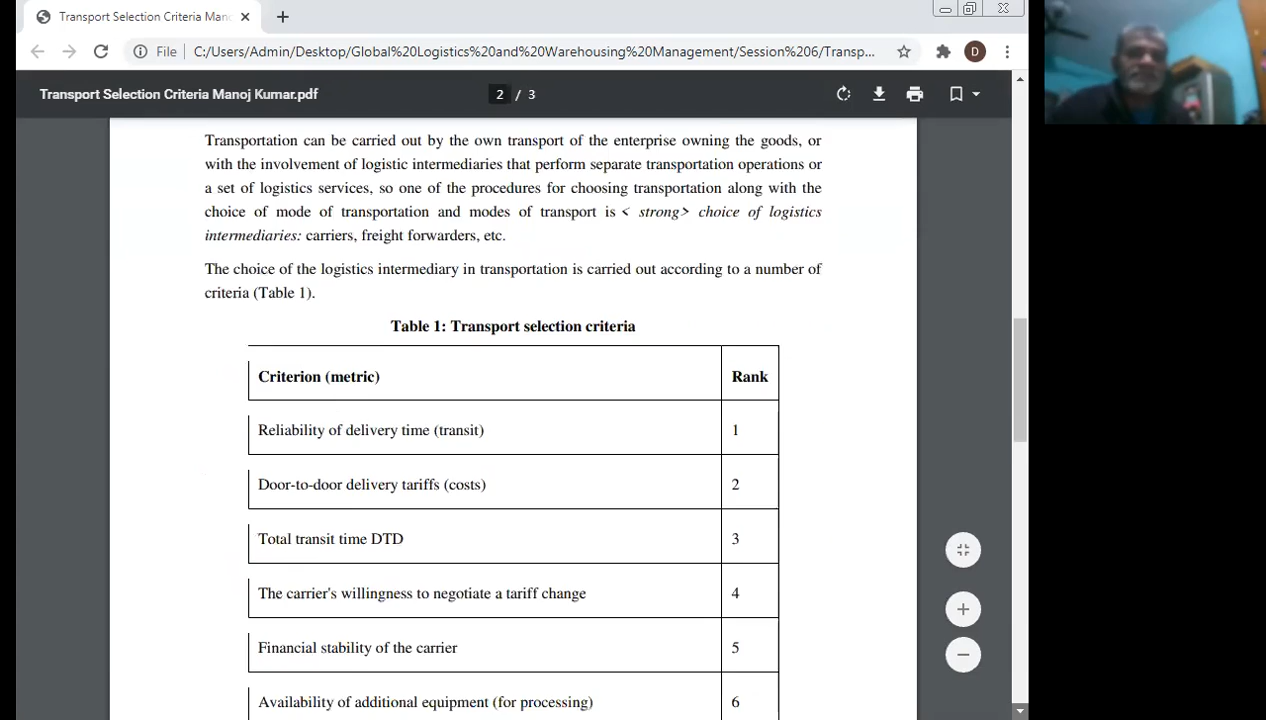 Transport Selection Criteria Mano
File
C:/Users/Admin/Desktop/Global%20Logistics%20and%20Warehousing%20Management/Session%206/Transp...
D
Transport Selection Criteria Manoj Kumar.pdf
2 / 3
Transportation can be carried out by the own transport of the enterprise owning the goods, or
with the involvement of logistic intermediaries that perform separate transportation operations or
a set of logistics services, so one of the procedures for choosing transportation along with the
choice of mode of transportation and modes of transport is < strong> choice of logistics
intermediaries: carriers, freight forwarders, etc.
The choice of the logistics intermediary in transportation is carried out according to a number of
criteria (Table 1).
Table 1: Transport selection criteria
Criterion (metric) Rank
Reliability of delivery time (transit) 1
Door-to-door delivery tariffs (costs) 2
Total transit time DTD 3
The carrier's willingness to negotiate a tariff change 4
Financial stability of the carrier 5
Availability of additional equipment (for processing) 6